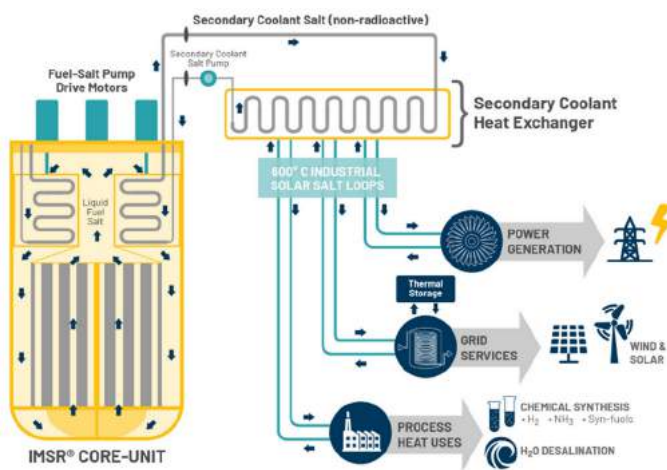 Secondary Coolant Salt (non-radioactive)
Secondary Coolant
Salt Pump
Fuel-Salt Pump
Drive Motors
Secondary Coolant
Heat Exchanger
600° C INDUSTRIAL
SOLAR SALT LOOPS
Liquid
Fuel
Salt
POWER
GENERATION
Thermal
Storage
GRID
SERVICES
WIND &
SOLAR
PROCESS
HEAT USES
CHEMICAL SYNTHESIS
• H₂ • NH₃ • Syn-fuels
H₂O DESALINATION
IMSR® CORE-UNIT